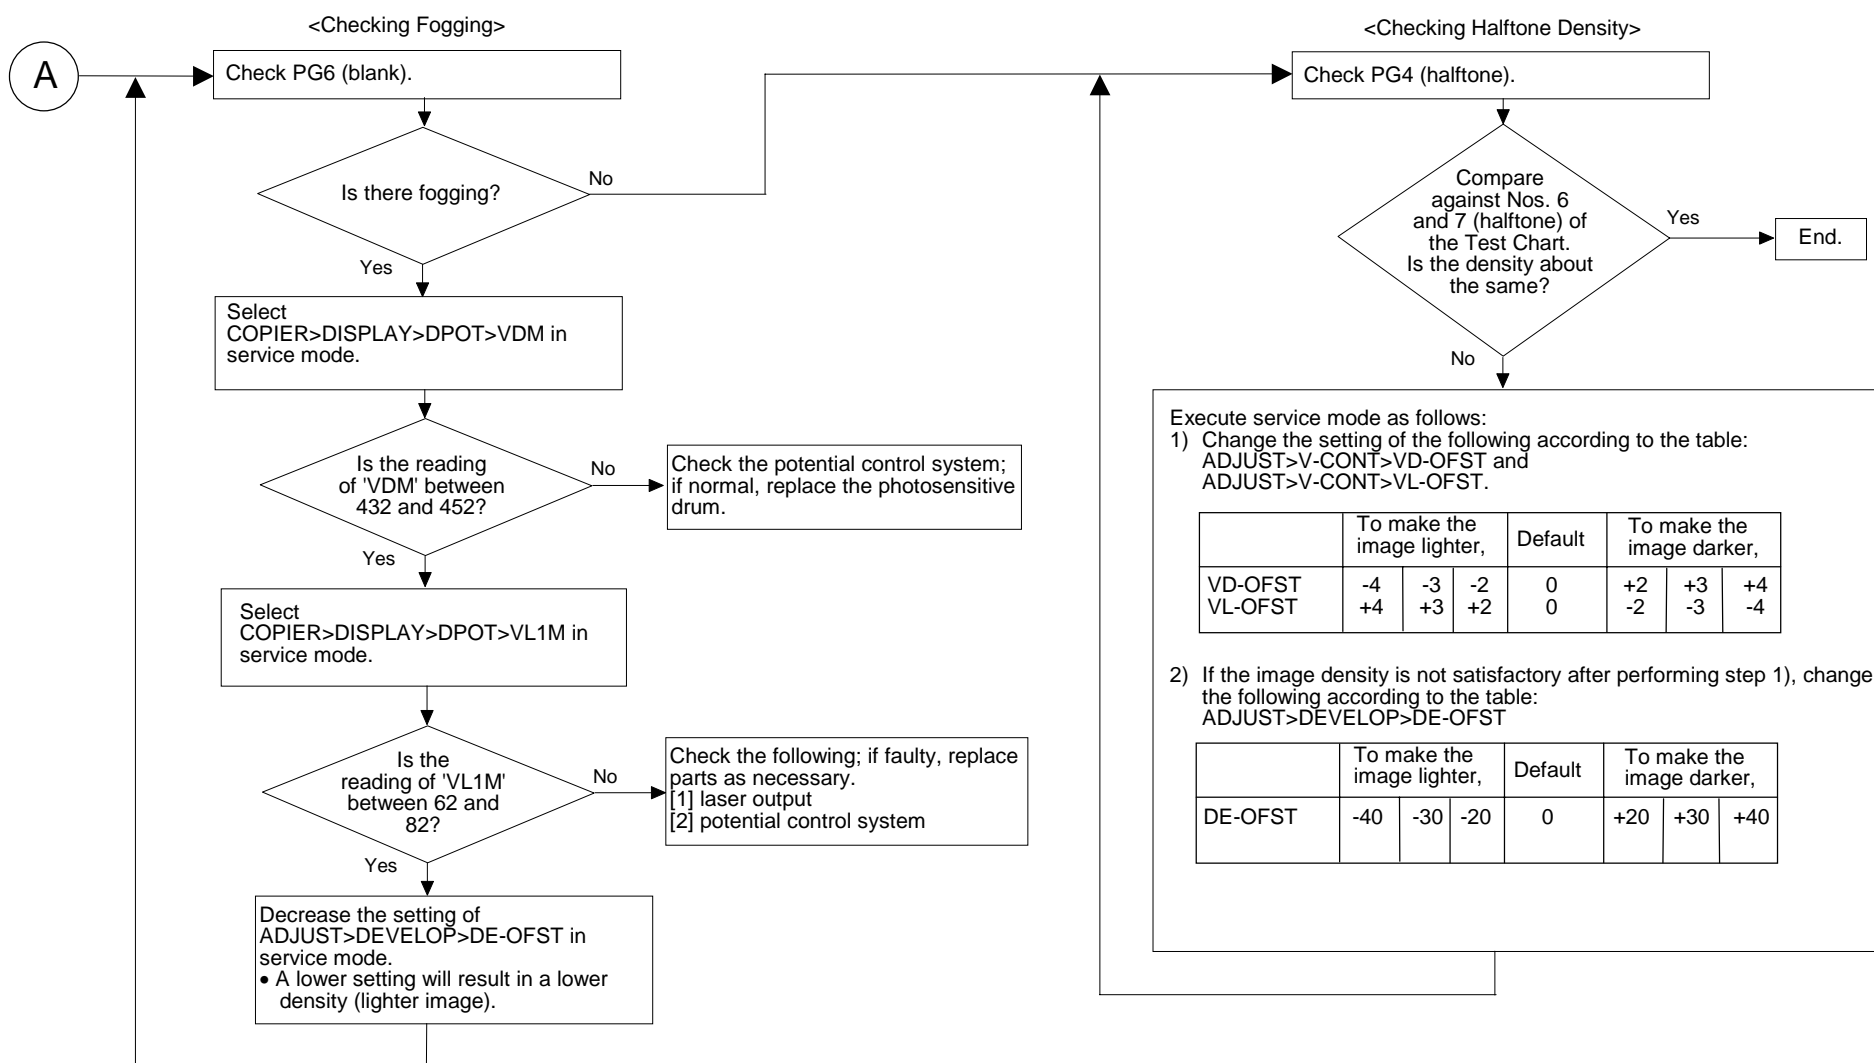 <Checking Fogging>
A
Check PG6 (blank).
Is there fogging?
No
Yes
Select
COPIER>DISPLAY>DPOT>VDM in
service mode.
Is the reading
of 'VDM' between
432 and 452?
No
Check the potential control system;
if normal, replace the photosensitive
drum.
Yes
Select
COPIER>DISPLAY>DPOT>VL1M in
service mode.
Is the
reading of 'VL1M'
between 62 and
82?
No
Check the following; if faulty, replace
parts as necessary.
[1] laser output
[2] potential control system
Yes
Decrease the setting of
ADJUST>DEVELOP>DE-OFST in
service mode.
• A lower setting will result in a lower
density (lighter image).
<Checking Halftone Density>
Check PG4 (halftone).
Compare
against Nos. 6
and 7 (halftone) of
the Test Chart.
Is the density about
the same?
Yes
End.
No
Execute service mode as follows:
1) Change the setting of the following according to the table:
ADJUST>V-CONT>VD-OFST and
ADJUST>V-CONT>VL-OFST.
To make the image lighter, Default To make the image darker,
VD-OFST -4 -3 -2 0 +2 +3 +4
VL-OFST +4 +3 +2 0 -2 -3 -4
2) If the image density is not satisfactory after performing step 1), change
the following according to the table:
ADJUST>DEVELOP>DE-OFST
To make the image lighter, Default To make the image darker,
DE-OFST -40 -30 -20 0 +20 +30 +40